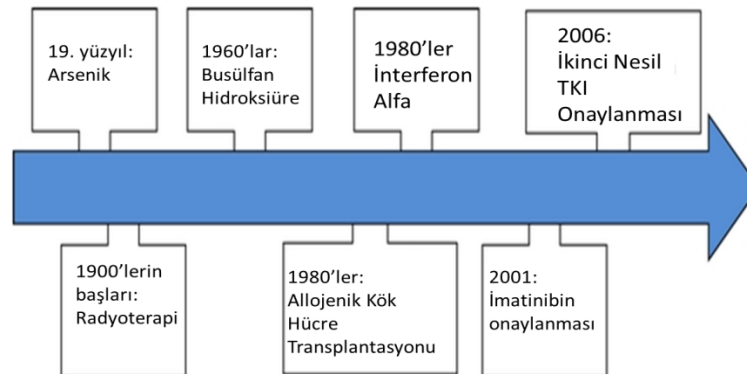 19. yüzyıl:
Arsenik
1960’lar:
Busülfan
Hidroksiüre
1980’ler
İnterferon
Alfa
2006:
İkinci Nesil
TKI
Onaylanması
1900’lerin
başları:
Radyoterapi
1980’ler:
Allojenik Kök
Hücre
Transplantasyonu
2001:
İmatinibin
onaylanması